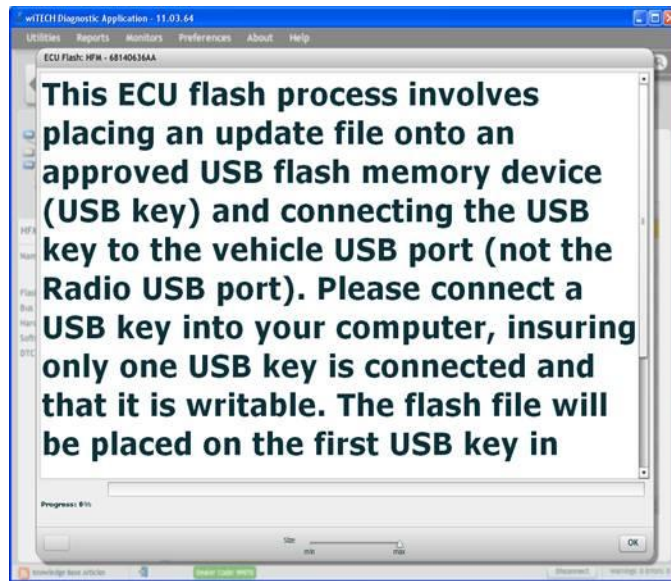 wiTECH Diagnostic Application - 11.03.64
Utilities Reports Monitors Preferences About Help
ECU Flash: HFM - 68140636AA
This ECU flash process involves
placing an update file onto an
approved USB flash memory device
(USB key) and connecting the USB
key to the vehicle USB port (not the
Radio USB port). Please connect a
USB key into your computer, insuring
only one USB key is connected and
that it is writable. The flash file will
be placed on the first USB key in
Progress: 0%
Size
min max
OK
Knowledge Base Articles
Disconnect